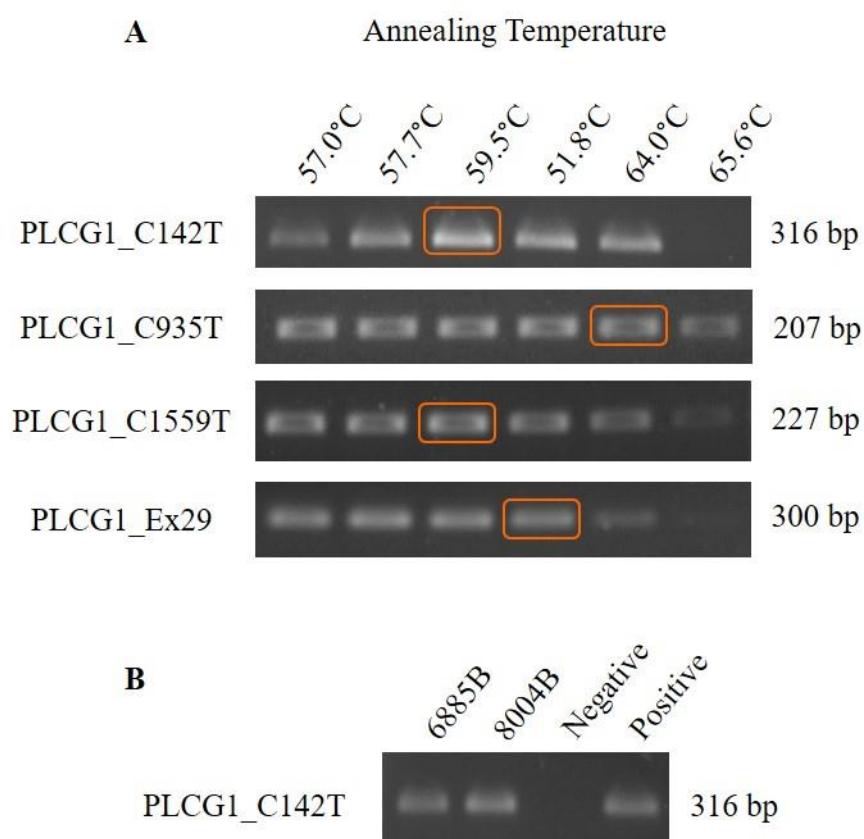 A Annealing Temperature
57.0°C 57.7°C 59.5°C 51.8°C 64.0°C 65.6°C
PLCG1_C142T 316 bp
PLCG1_C935T 207 bp
PLCG1_C1559T 227 bp
PLCG1_Ex29 300 bp
B
6885B 8004B Negative Positive
PLCG1_C142T 316 bp